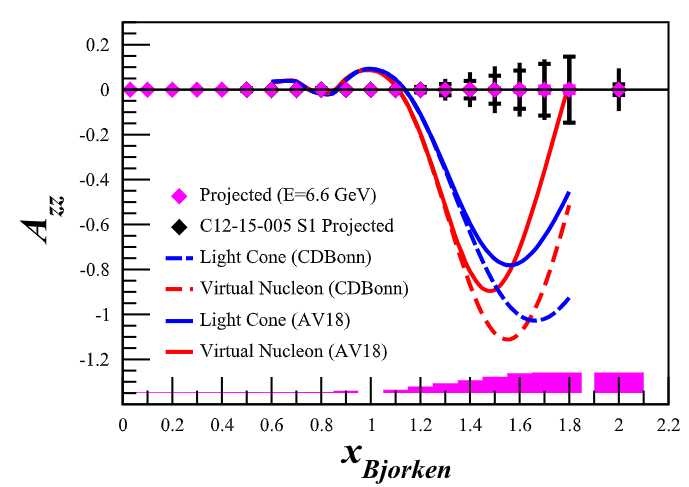 0.2
0
-0.2
-0.4
-0.6
-0.8
-1
-1.2
A_zz
Projected (E=6.6 GeV)
C12-15-005 S1 Projected
Light Cone (CDBonn)
Virtual Nucleon (CDBonn)
Light Cone (AV18)
Virtual Nucleon (AV18)
0 0.2 0.4 0.6 0.8 1 1.2 1.4 1.6 1.8 2 2.2
x_Bjorken